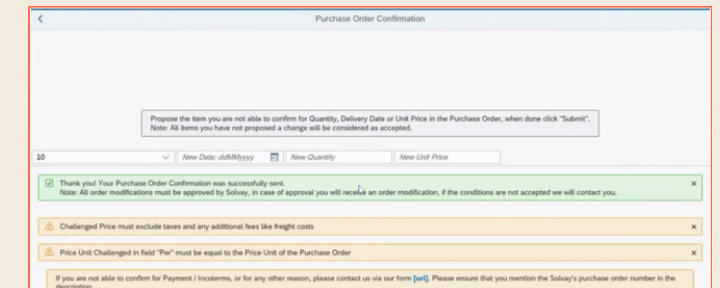 Purchase Order Confirmation
Propose the item you are not able to confirm for Quantity, Delivery Date or Unit Price in the Purchase Order, when done click "Submit".
Note: All items you have not proposed a change will be considered as accepted.
10 New Date: ddMMyyyy New Quantity New Unit Price
Thank you! Your Purchase Order Confirmation was successfully sent.
Note: All order modifications must be approved by Solvay, in case of approval you will receive an order modification, if the conditions are not accepted we will contact you.
Challenged Price must exclude taxes and any additional fees like freight costs
Price Unit Challenged in field "Per" must be equal to the Price Unit of the Purchase Order
If you are not able to confirm for Payment / Incoterms, or for any other reason, please contact us via our form [url]. Please ensure that you mention the Solvay's purchase order number in the
description.